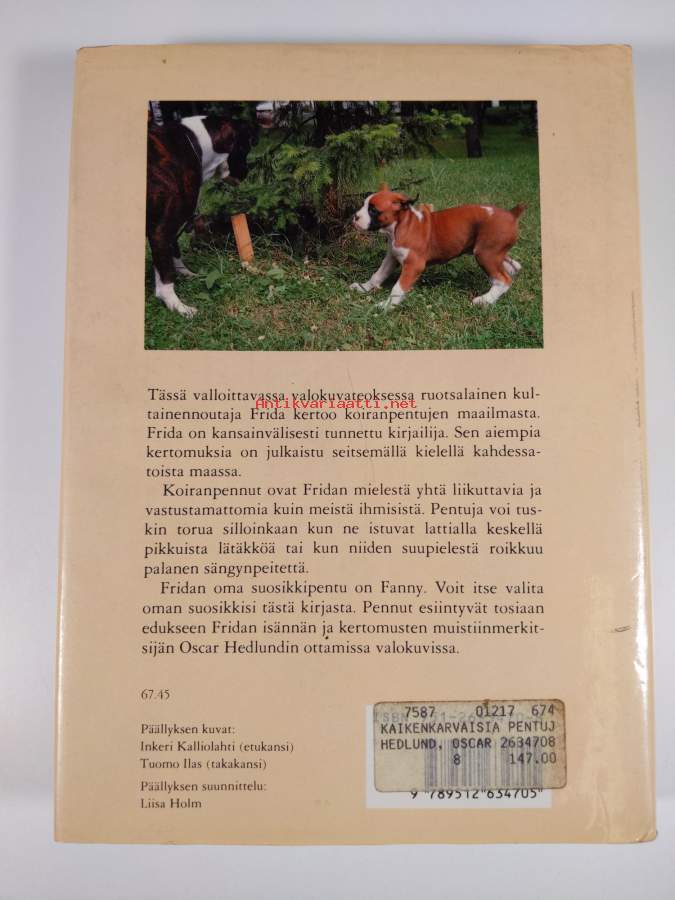 Tässä valloittavassa valokuvateoksessa ruotsalainen kul-
tainennoutaja Frida kertoo koiranpentujen maailmasta.
Antikvariaatti.net
Frida on kansainvälisesti tunnettu kirjailija. Sen aiempia
kertomuksia on julkaistu seitsemällä kielellä kahdessa-
toista maassa.
Koiranpennut ovat Fridan mielestä yhtä liikuttavia ja
vastustamattomia kuin meistä ihmisistä. Pentuja voi tus-
kin torua silloinkaan kun ne istuvat lattialla keskellä
pikkuista lätäkköä tai kun niiden suupielestä roikkuu
palanen sängynpeitettä.
Fridan oma suosikkipentu on Fanny. Voit itse valita
oman suosikkisi tästä kirjasta. Pennut esiintyvät tosiaan
edukseen Fridan isännän ja kertomusten muistiinmerkit-
sijän Oscar Hedlundin ottamissa valokuvissa.
67.45
Päällyksen kuvat:
Inkeri Kalliolahti (etukansi)
Tuomo Ilas (takakansi)
Päällyksen suunnittelu:
Liisa Holm
7587 01217 674
KAIKENKARVAISIA PENTUJ
HEDLUND, OSCAR 2634708
8 147.00
9 789512 634705